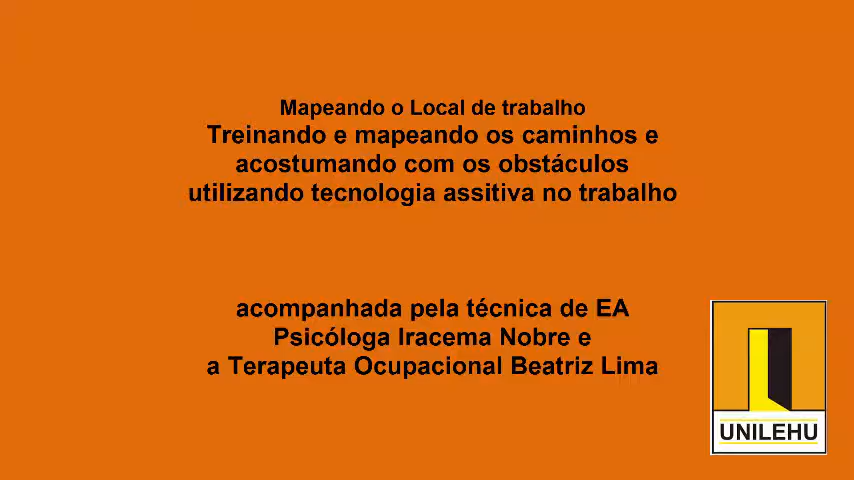 Mapeando o Local de trabalho
Treinando e mapeando os caminhos e
acostumando com os obstáculos
utilizando tecnologia assitiva no trabalho
acompanhada pela técnica de EA
Psicóloga Iracema Nobre e
a Terapeuta Ocupacional Beatriz Lima
UNILEHU